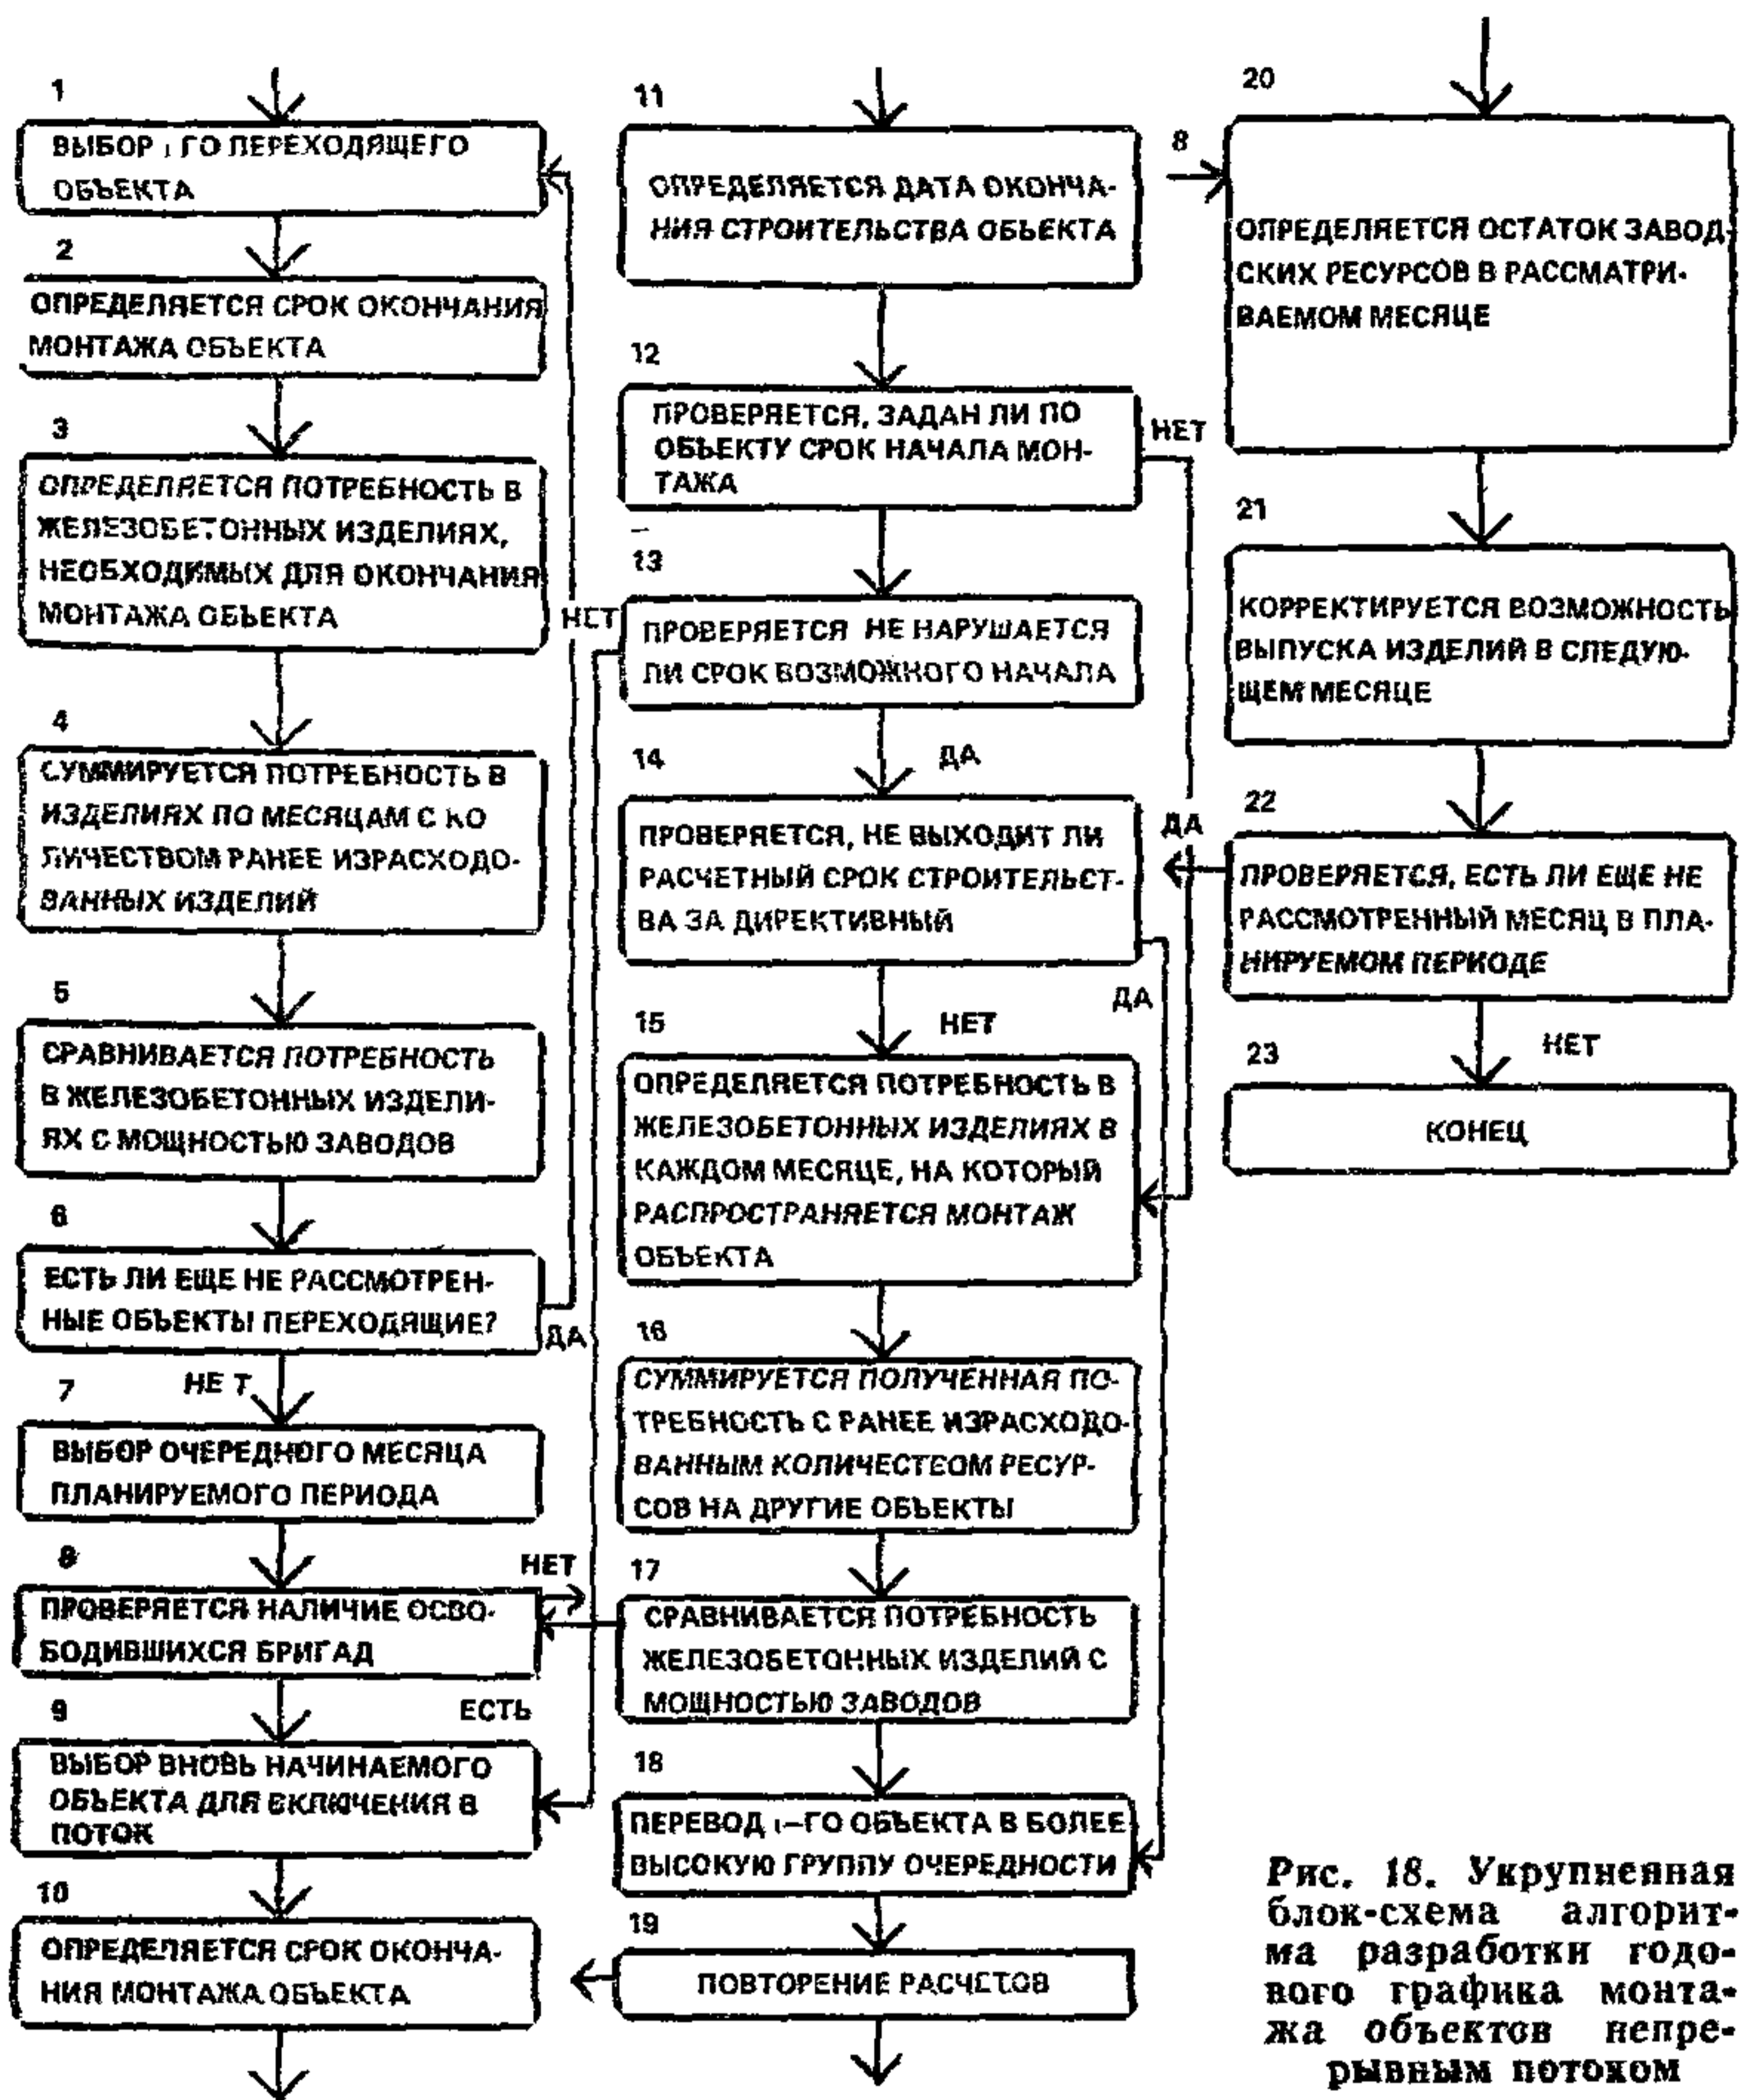 1
ВЫБОР i ГО ПЕРЕХОДЯЩЕГО
ОБЪЕКТА
2
ОПРЕДЕЛЯЕТСЯ СРОК ОКОНЧАНИЯ
МОНТАЖА ОБЪЕКТА
3
ОПРЕДЕЛЯЕТСЯ ПОТРЕБНОСТЬ В
ЖЕЛЕЗОБЕТОННЫХ ИЗДЕЛИЯХ,
НЕОБХОДИМЫХ ДЛЯ ОКОНЧАНИЯ
МОНТАЖА ОБЪЕКТА
4
СУММИРУЕТСЯ ПОТРЕБНОСТЬ В
ИЗДЕЛИЯХ ПО МЕСЯЦАМ С КО
ЛИЧЕСТВОМ РАНЕЕ ИЗРАСХОДО-
ВАННЫХ ИЗДЕЛИЙ
5
СРАВНИВАЕТСЯ ПОТРЕБНОСТЬ
В ЖЕЛЕЗОБЕТОННЫХ ИЗДЕЛИ-
ЯХ С МОЩНОСТЬЮ ЗАВОДОВ
6
ЕСТЬ ЛИ ЕЩЕ НЕ РАССМОТРЕН-
НЫЕ ОБЪЕКТЫ ПЕРЕХОДЯЩИЕ?
ДА
НЕТ
7
ВЫБОР ОЧЕРЕДНОГО МЕСЯЦА
ПЛАНИРУЕМОГО ПЕРИОДА
8
НЕТ
ПРОВЕРЯЕТСЯ НАЛИЧИЕ ОСВО-
БОДИВШИХСЯ БРИГАД
9
ЕСТЬ
ВЫБОР ВНОВЬ НАЧИНАЕМОГО
ОБЪЕКТА ДЛЯ ВКЛЮЧЕНИЯ В
ПОТОК
10
ОПРЕДЕЛЯЕТСЯ СРОК ОКОНЧА-
НИЯ МОНТАЖА ОБЪЕКТА
11
ОПРЕДЕЛЯЕТСЯ ДАТА ОКОНЧА-
НИЯ СТРОИТЕЛЬСТВА ОБЪЕКТА
12
ПРОВЕРЯЕТСЯ, ЗАДАН ЛИ ПО
ОБЪЕКТУ СРОК НАЧАЛА МОН-
ТАЖА
НЕТ
13
НЕТ
ПРОВЕРЯЕТСЯ НЕ НАРУШАЕТСЯ
ЛИ СРОК ВОЗМОЖНОГО НАЧАЛА
14
ДА
ПРОВЕРЯЕТСЯ, НЕ ВЫХОДИТ ЛИ
РАСЧЕТНЫЙ СРОК СТРОИТЕЛЬСТ-
ВА ЗА ДИРЕКТИВНЫЙ
ДА
15
НЕТ
ОПРЕДЕЛЯЕТСЯ ПОТРЕБНОСТЬ В
ЖЕЛЕЗОБЕТОННЫХ ИЗДЕЛИЯХ В
КАЖДОМ МЕСЯЦЕ, НА КОТОРЫЙ
РАСПРОСТРАНЯЕТСЯ МОНТАЖ
ОБЪЕКТА
16
СУММИРУЕТСЯ ПОЛУЧЕННАЯ ПО-
ТРЕБНОСТЬ С РАНЕЕ ИЗРАСХОДО-
ВАННЫМ КОЛИЧЕСТВОМ РЕСУР-
СОВ НА ДРУГИЕ ОБЪЕКТЫ
17
СРАВНИВАЕТСЯ ПОТРЕБНОСТЬ
ЖЕЛЕЗОБЕТОННЫХ ИЗДЕЛИЙ С
МОЩНОСТЬЮ ЗАВОДОВ
18
ПЕРЕВОД i–ГО ОБЪЕКТА В БОЛЕЕ
ВЫСОКУЮ ГРУППУ ОЧЕРЕДНОСТИ
19
ПОВТОРЕНИЕ РАСЧЕТОВ
20
8
ОПРЕДЕЛЯЕТСЯ ОСТАТОК ЗАВОД-
СКИХ РЕСУРСОВ В РАССМАТРИ-
ВАЕМОМ МЕСЯЦЕ
21
КОРРЕКТИРУЕТСЯ ВОЗМОЖНОСТЬ
ВЫПУСКА ИЗДЕЛИЙ В СЛЕДУЮ-
ЩЕМ МЕСЯЦЕ
22
ДА
ПРОВЕРЯЕТСЯ, ЕСТЬ ЛИ ЕЩЕ НЕ
РАССМОТРЕННЫЙ МЕСЯЦ В ПЛА-
НИРУЕМОМ ПЕРИОДЕ
23
НЕТ
КОНЕЦ
Рис. 18. Укрупненная
блок-схема алгорит-
ма разработки годо-
вого графика монта-
жа объектов непре-
рывным потоком